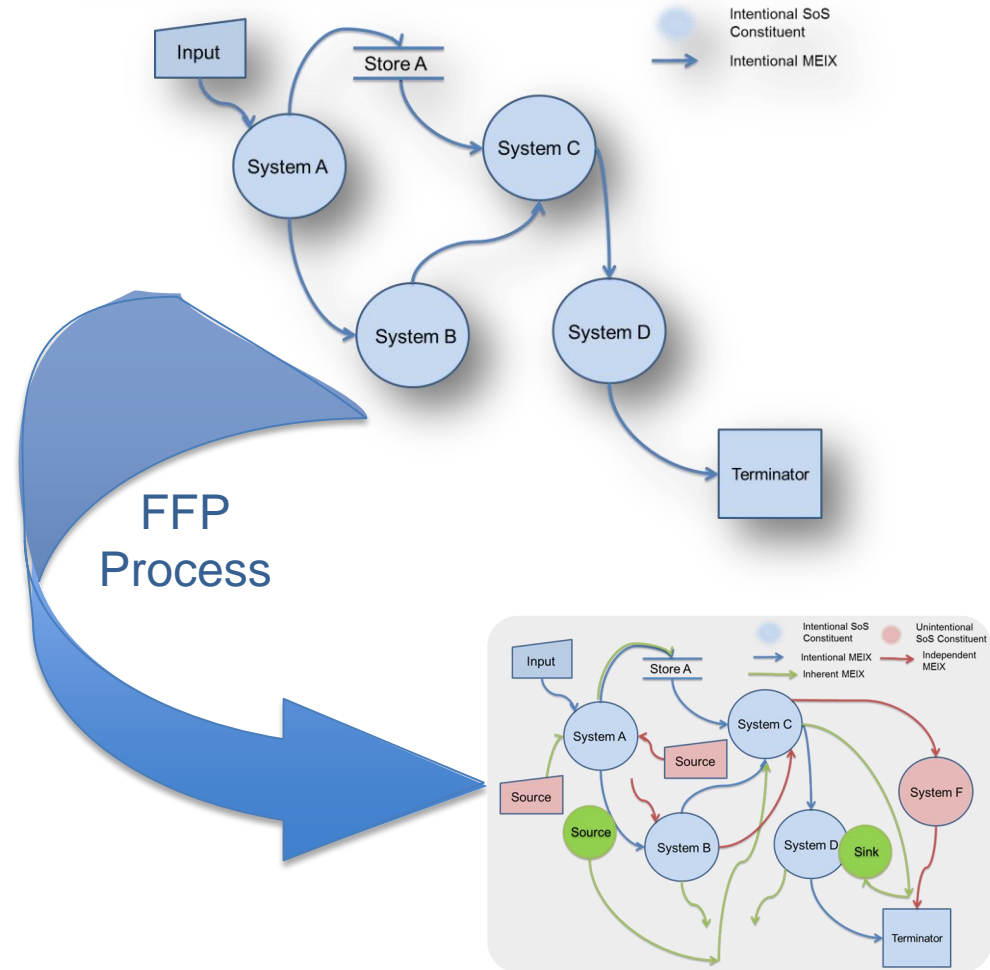 Intentional SoS
Constituent
Intentional MEIX
Input
Store A
System A
System C
System B
System D
Terminator
FFP
Process
Intentional SoS
Constituent
Unintentional
SoS Constituent
Intentional MEIX
Independent
MEIX
Inherent MEIX
Input
Store A
System A
System C
Source
Source
System F
Source
System B
System D
Sink
Terminator